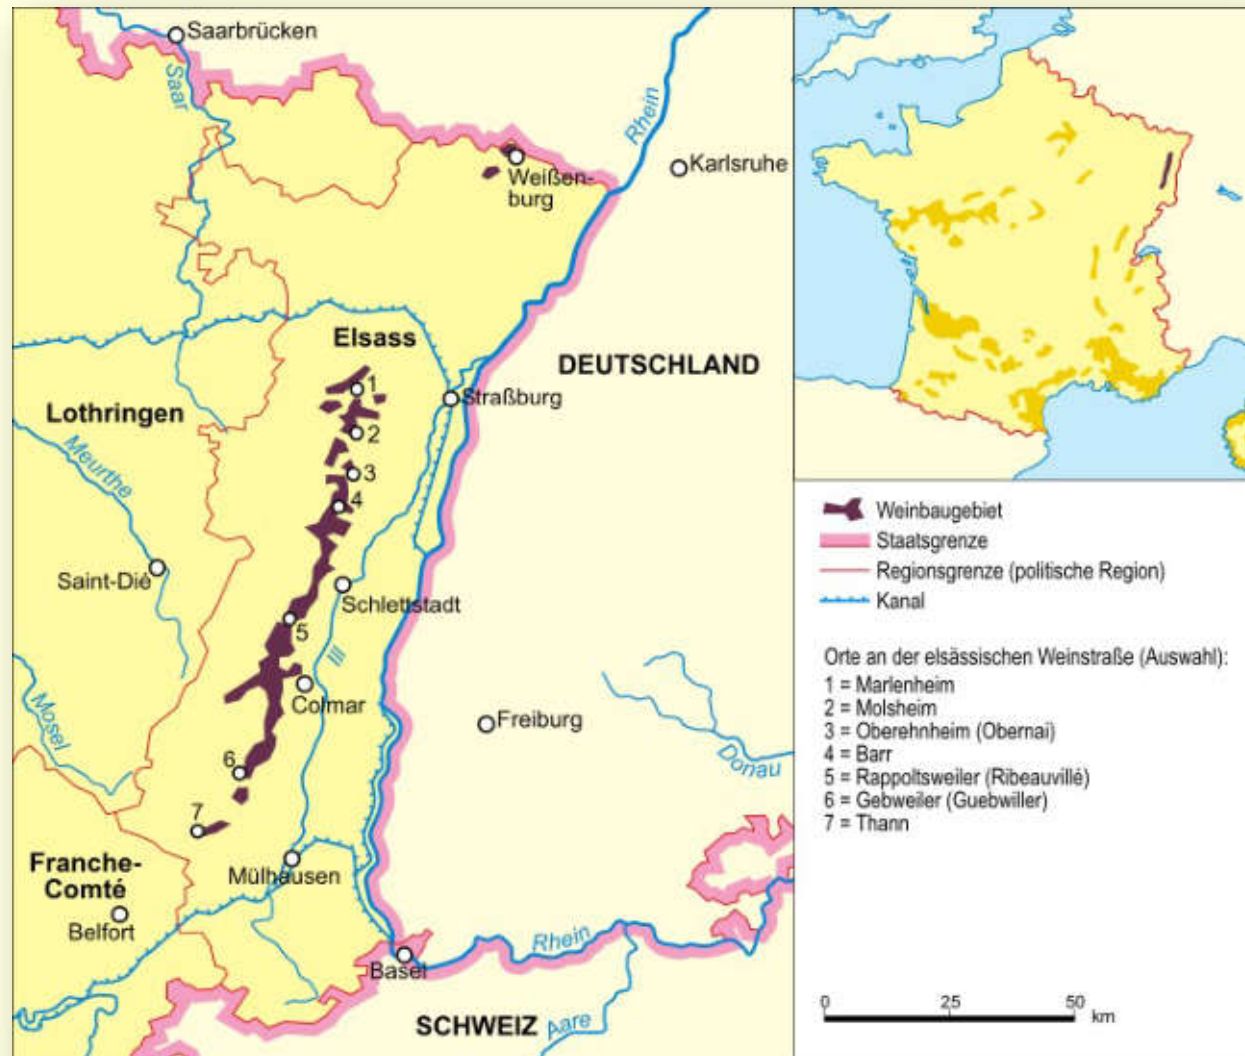 Saarbrücken
Saar
Rhein
Karlsruhe
Weißen-
burg
Elsass
DEUTSCHLAND
1
Straßburg
Lothringen
2
Meurthe
3
4
Saint-Dié
Schlettstadt
5
Ill
Colmar
Mosel
Freiburg
Donau
6
7
Franche-
Comté
Mülhausen
Belfort
Rhein
Basel
SCHWEIZ
Aare
Weinbaugebiet
Staatsgrenze
Regionsgrenze (politische Region)
Kanal
Orte an der elsässischen Weinstraße (Auswahl):
1 = Marlenheim
2 = Molsheim
3 = Oberehnheim (Obernai)
4 = Barr
5 = Rappoltsweiler (Ribeauvillé)
6 = Gebweiler (Guebwiller)
7 = Thann
0 25 50
km